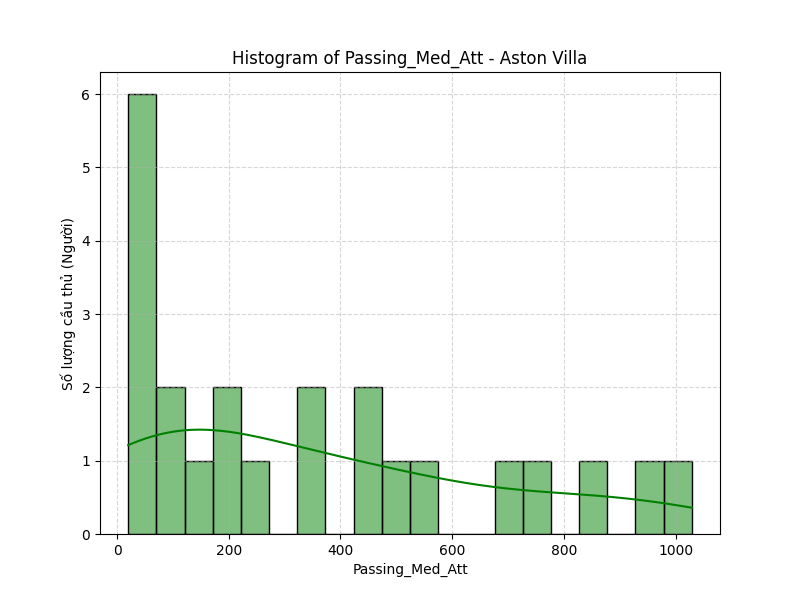 Histogram of Passing_Med_Att - Aston Villa
Số lượng cầu thủ (Người)
6
5
4
3
2
1
0
0 200 400 600 800 1000
Passing_Med_Att